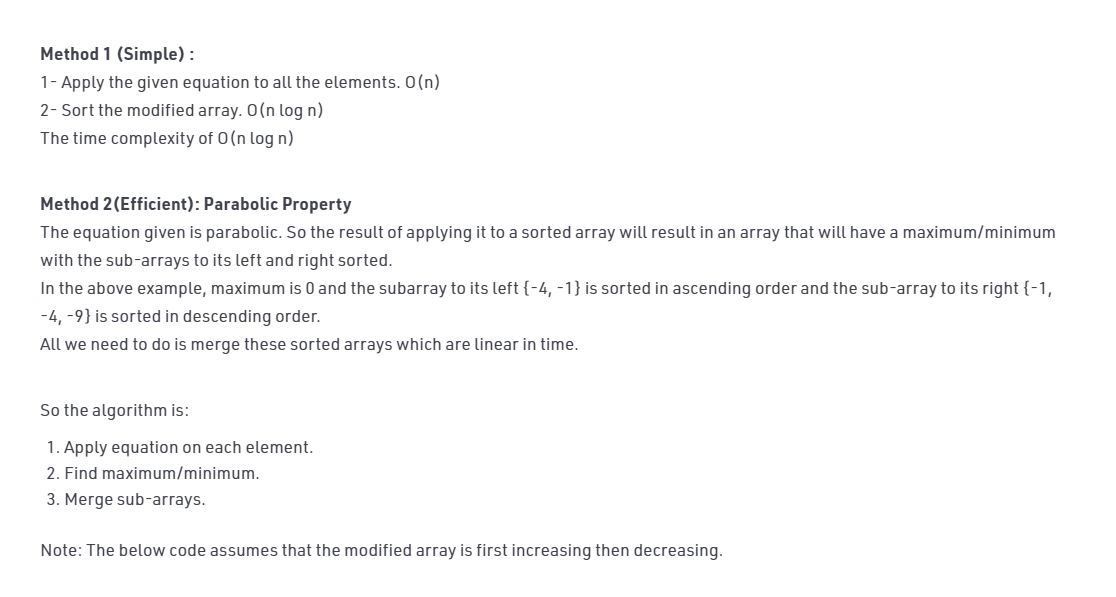 Method 1 (Simple) :
1- Apply the given equation to all the elements. O(n)
2- Sort the modified array. O(n log n)
The time complexity of O(n log n)
Method 2(Efficient): Parabolic Property
The equation given is parabolic. So the result of applying it to a sorted array will result in an array that will have a maximum/minimum
with the sub-arrays to its left and right sorted.
In the above example, maximum is 0 and the subarray to its left {-4, -1} is sorted in ascending order and the sub-array to its right {-1,
-4, -9} is sorted in descending order.
All we need to do is merge these sorted arrays which are linear in time.
So the algorithm is:
1. Apply equation on each element.
2. Find maximum/minimum.
3. Merge sub-arrays.
Note: The below code assumes that the modified array is first increasing then decreasing.